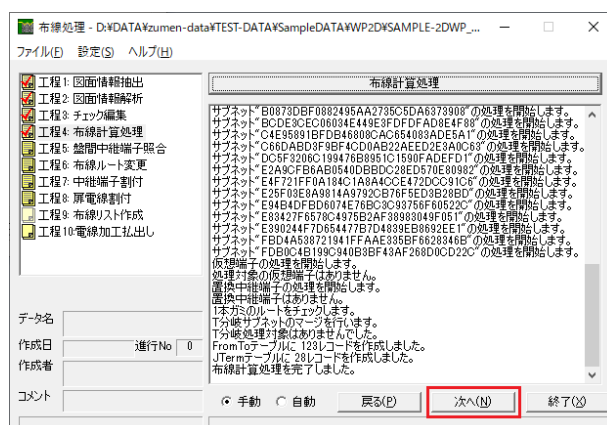 布線処理 - D:¥DATA¥zumen-data¥TEST-DATA¥SampleDATA¥WP2D¥SAMPLE-2DWP_...
ファイル(F) 設定(S) ヘルプ(H)
工程1: 図面情報抽出
工程2: 図面情報解析
工程3: チェック編集
工程4: 布線計算処理
工程5: 盤間中継端子照合
工程6: 布線ルート変更
工程7: 中継端子割付
工程8: 扉電線割付
工程9: 布線リスト作成
工程10:電線加工払出し
データ名
作成日 進行No 0
作成者
コメント
布線計算処理
サブネット"B0873DBF0882495AA2735C5DA6373908"の処理を開始します。
サブネット"BCDE3CEC06034E449E3FDFDFAD8E4F88"の処理を開始します。
サブネット"C4E95891BFDB46808CAC654083ADE5A1"の処理を開始します。
サブネット"C66DABD3F9BF4CD0AB22AEED2E3A0C63"の処理を開始します。
サブネット"DC5F3206C199476B8951C1590FADEFD1"の処理を開始します。
サブネット"E2A9CFB6AB0540DBBDC28ED570E80982"の処理を開始します。
サブネット"E4F721FF0A184C1A8A4CCE472DCC91C6"の処理を開始します。
サブネット"E25F03E8A9814A9792CB76F5ED3B28BD"の処理を開始します。
サブネット"E94B4DFBD6074E76BC3C93756F60522C"の処理を開始します。
サブネット"E83427F6578C4975B2AF38983049F051"の処理を開始します。
サブネット"E390244F7D654477B7D4839EB8692EE1"の処理を開始します。
サブネット"FBD4A538721941FFAAE335BF6628346B"の処理を開始します。
サブネット"FDB0C4B199C940B3BF43AF268D0CD22C"の処理を開始します。
仮想端子の処理を開始します。
処理対象の仮想端子はありません。
置換中継端子の処理を開始します。
置換中継端子はありません。
1本ガミのルートをチェックします。
T分岐サブネットのマージを行います。
T分岐処理対象はありませんでした。
FromToテーブルに 123レコードを作成しました。
JTermテーブルに 28レコードを作成しました。
布線計算処理を完了しました。
手動 自動 戻る(P) 次へ(N) 終了(X)